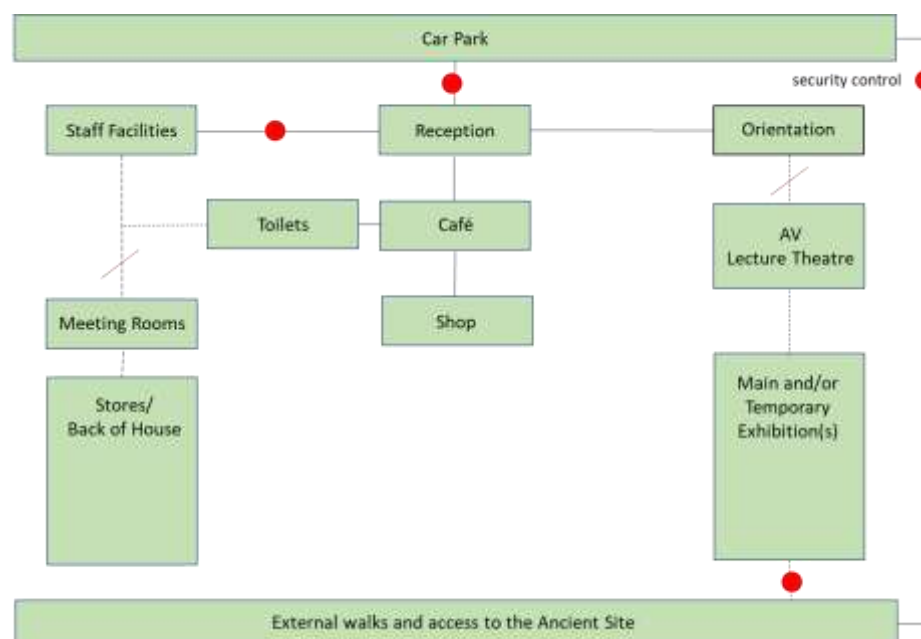 Car Park
security control
Staff Facilities
Reception
Orientation
Toilets
Café
AV
Lecture Theatre
Meeting Rooms
Shop
Stores/
Back of House
Main and/or
Temporary
Exhibition(s)
External walks and access to the Ancient Site